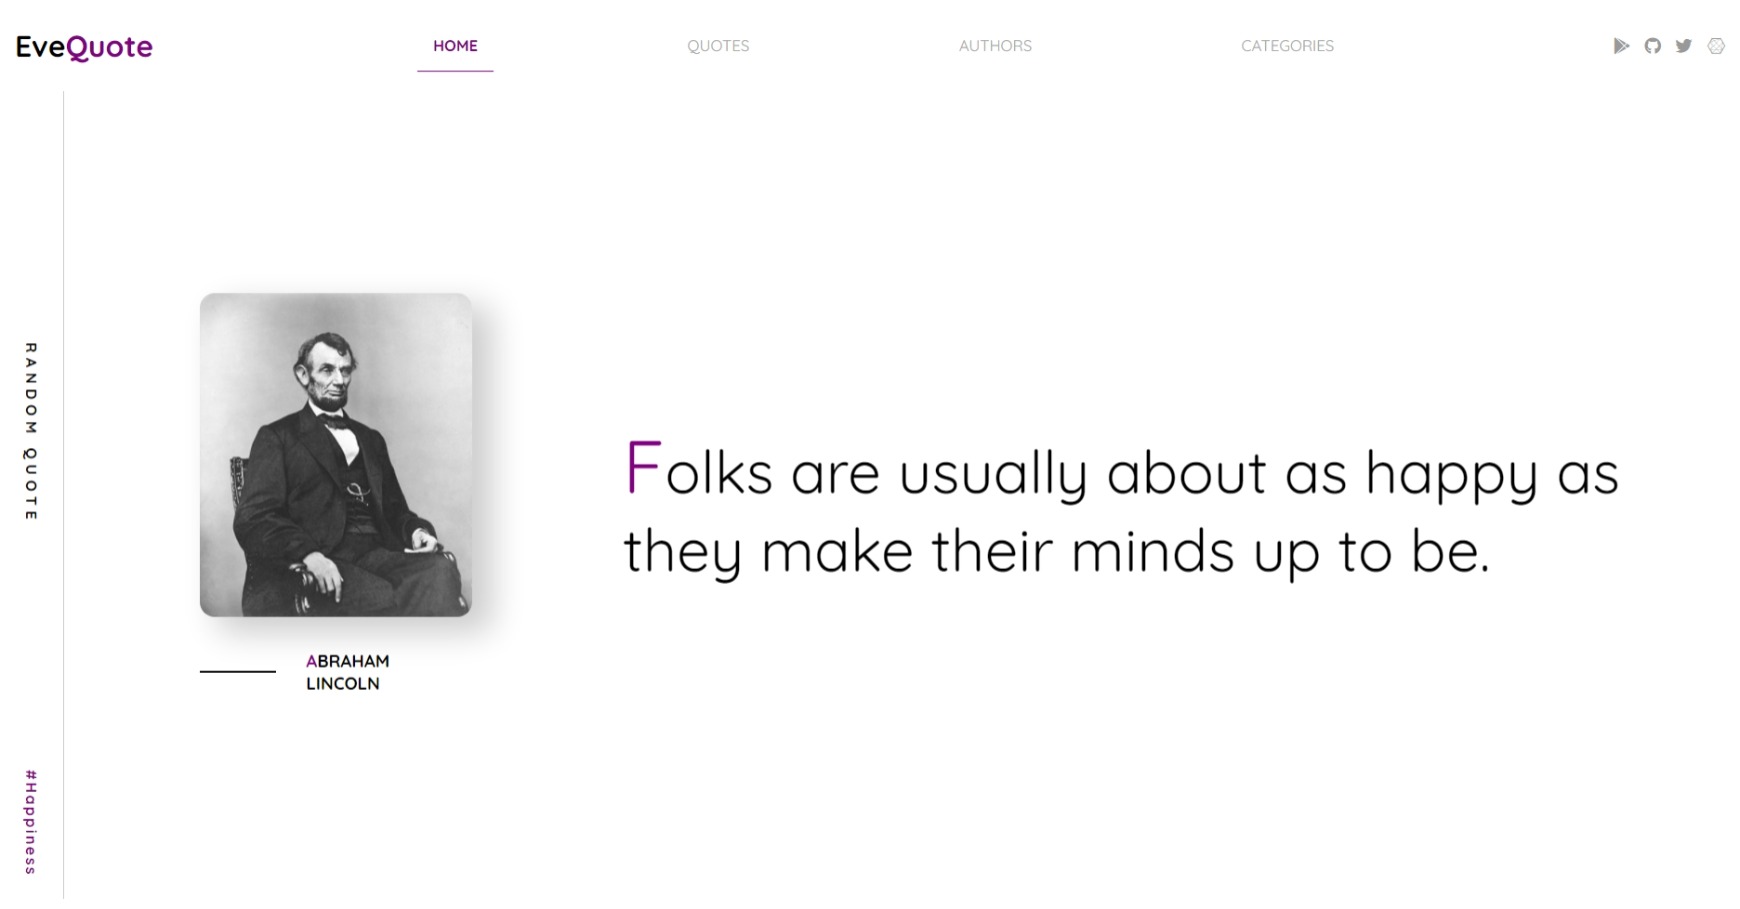 EveQuote
HOME
QUOTES
AUTHORS
CATEGORIES
RANDOM QUOTE
Folks are usually about as happy as
they make their minds up to be.
ABRAHAM
LINCOLN
#Happiness